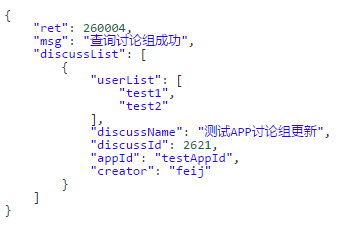 {
    "ret": 260004,
    "msg": "查询讨论组成功",
    "discussList": [
        {
            "userList": [
                "test1",
                "test2"
            ],
            "discussName": "测试APP讨论组更新",
            "discussId": 2621,
            "appId": "testAppId",
            "creator": "feij"
        }
    ]
}